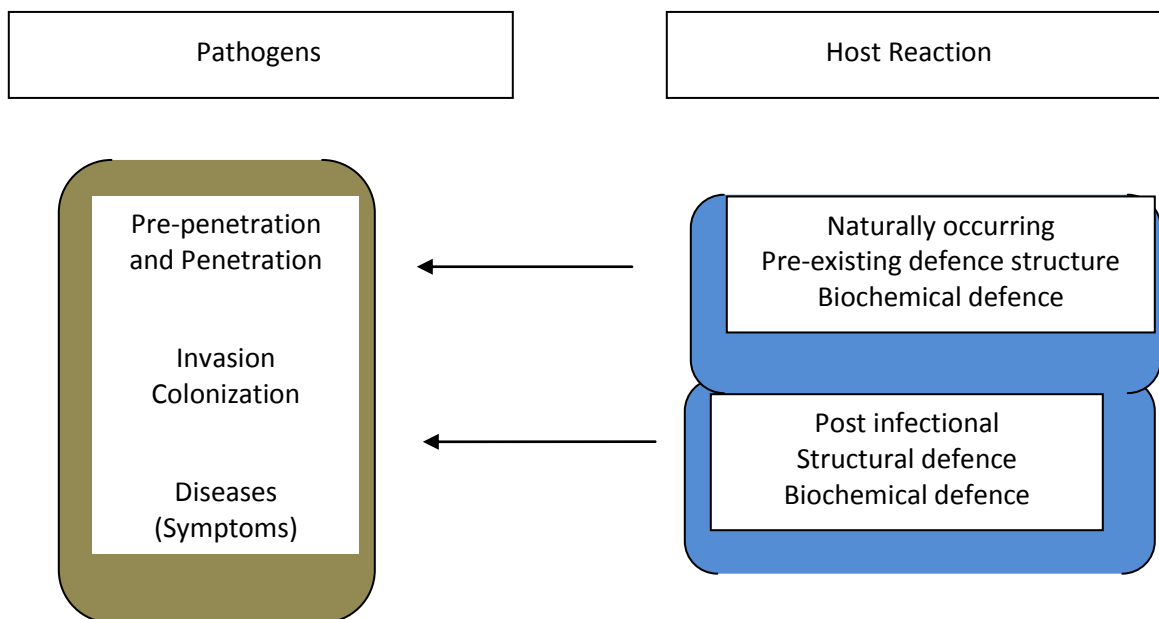 Pathogens
Host Reaction
Pre-penetration
and Penetration
Invasion
Colonization
Diseases
(Symptoms)
Naturally occurring
Pre-existing defence structure
Biochemical defence
Post infectional
Structural defence
Biochemical defence